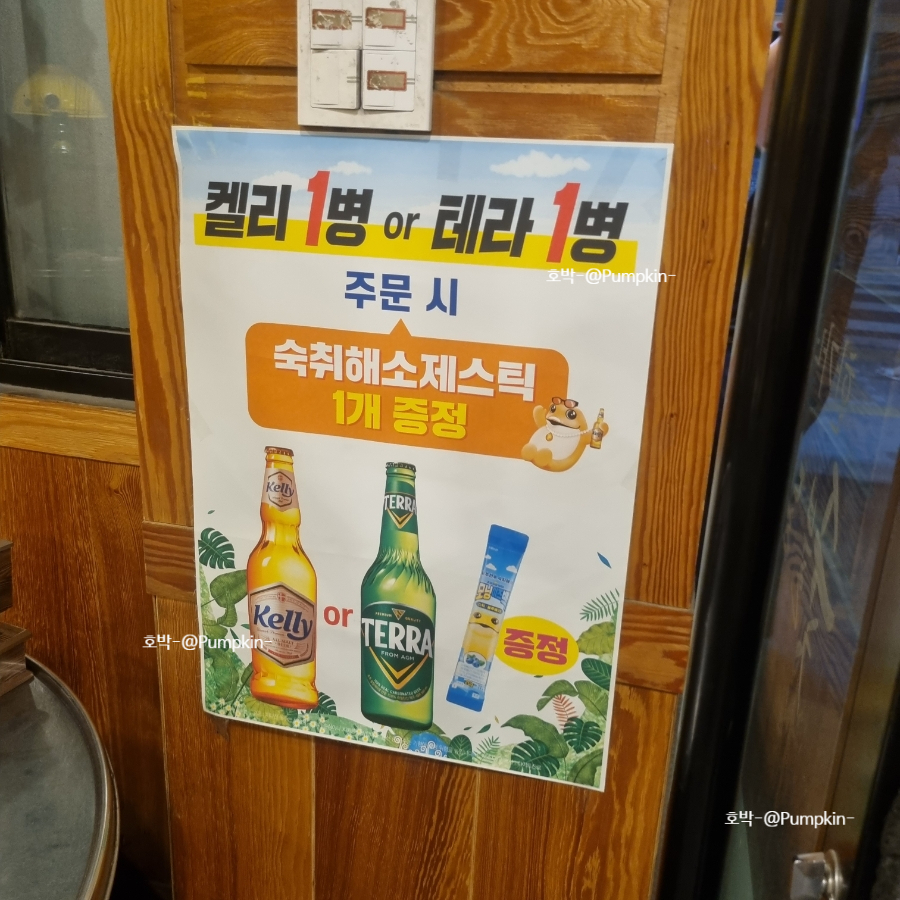 켈리 1병 or 테라 1병
호박-@Pumpkin-
주문 시
숙취해소제스틱
1개 증정
Kelly
TERRA
Kelly
or
TERRA
FROM AGM
증정
호박-@Pumpkin-
호박-@Pumpkin-